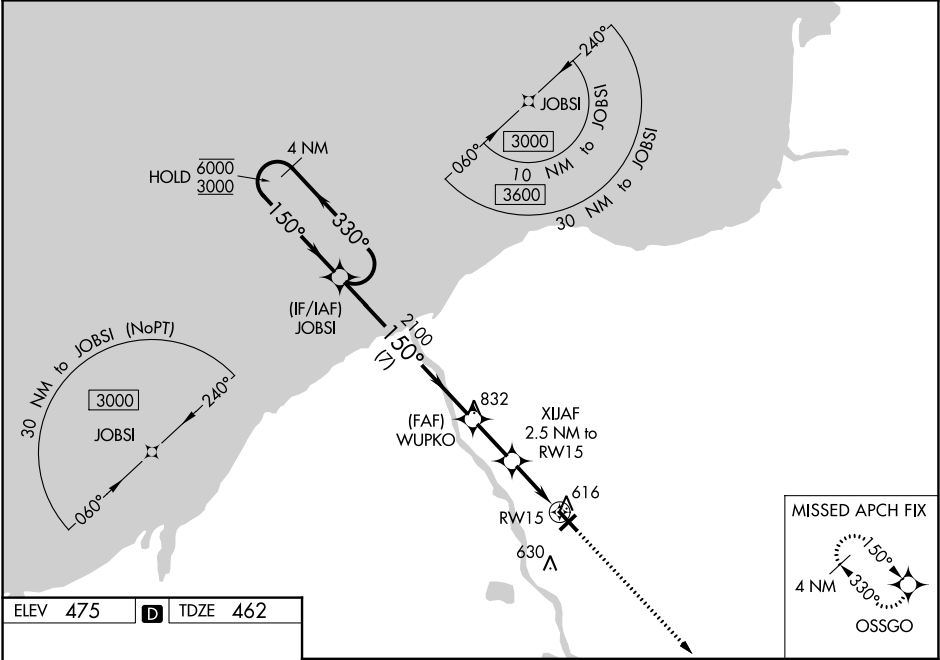 240°
JOBSI
3000
060°
10 NM to JOBSI
3600
30 NM to JOBSI
4 NM
HOLD 6000
3000
150°
330°
(IF/IAF)
JOBSI
2100
150°
(7)
30 NM to JOBSI (NoPT)
3000
240°
JOBSI
060°
832
(FAF)
WUPKO
XIJAF
2.5 NM to
RW15
616
RW15
630
MISSED APCH FIX
150°
4 NM
330°
OSSGO
ELEV 475 D TDZE 462